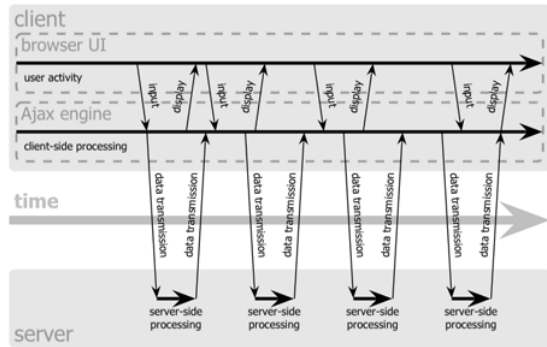 client
browser UI
user activity
input
display
input
display
input
display
input
display
Ajax engine
client-side processing
data transmission
data transmission
data transmission
data transmission
data transmission
data transmission
data transmission
data transmission
time
server-side
processing
server-side
processing
server-side
processing
server-side
processing
server